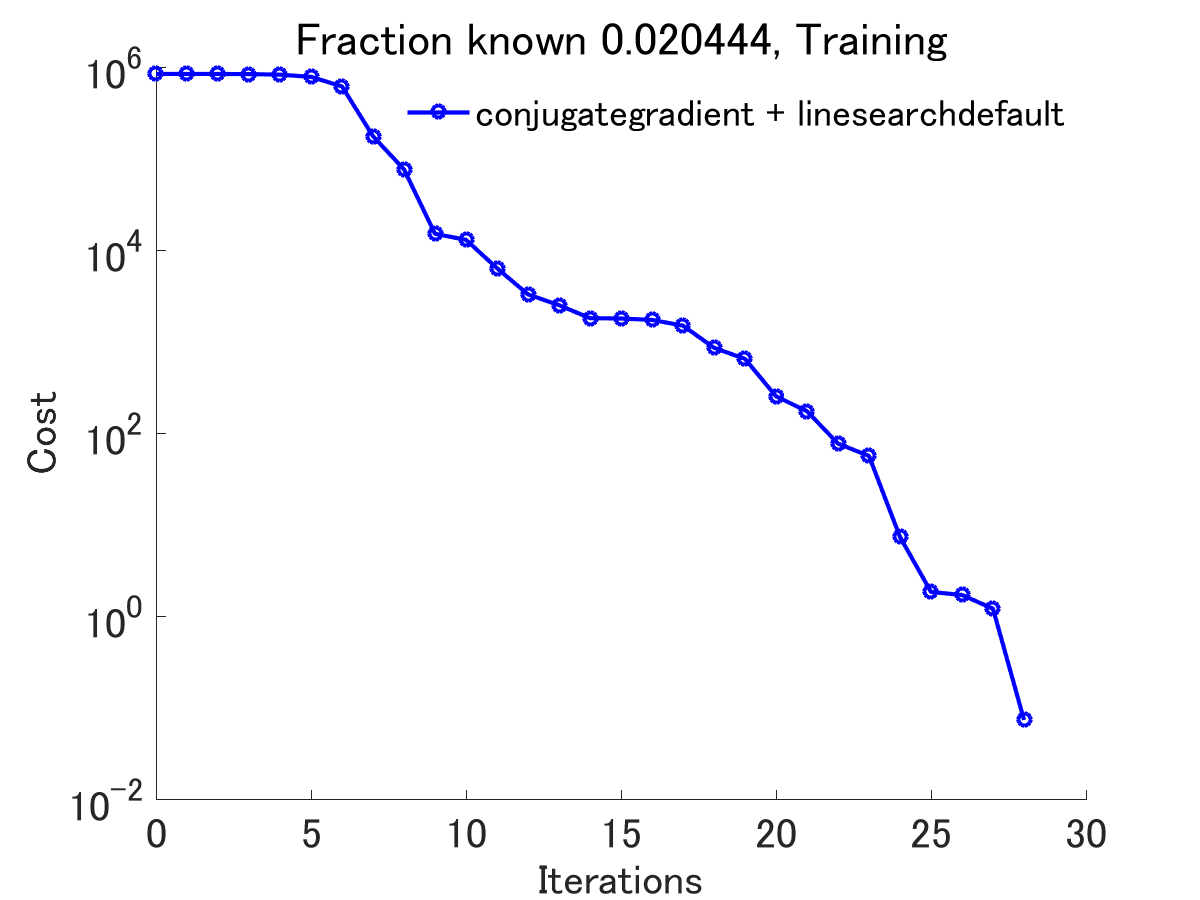 Fraction known 0.020444, Training
conjugategradient + linesearchdefault
10^6
10^4
10^2
10^0
10^-2
Cost
0 5 10 15 20 25 30
Iterations